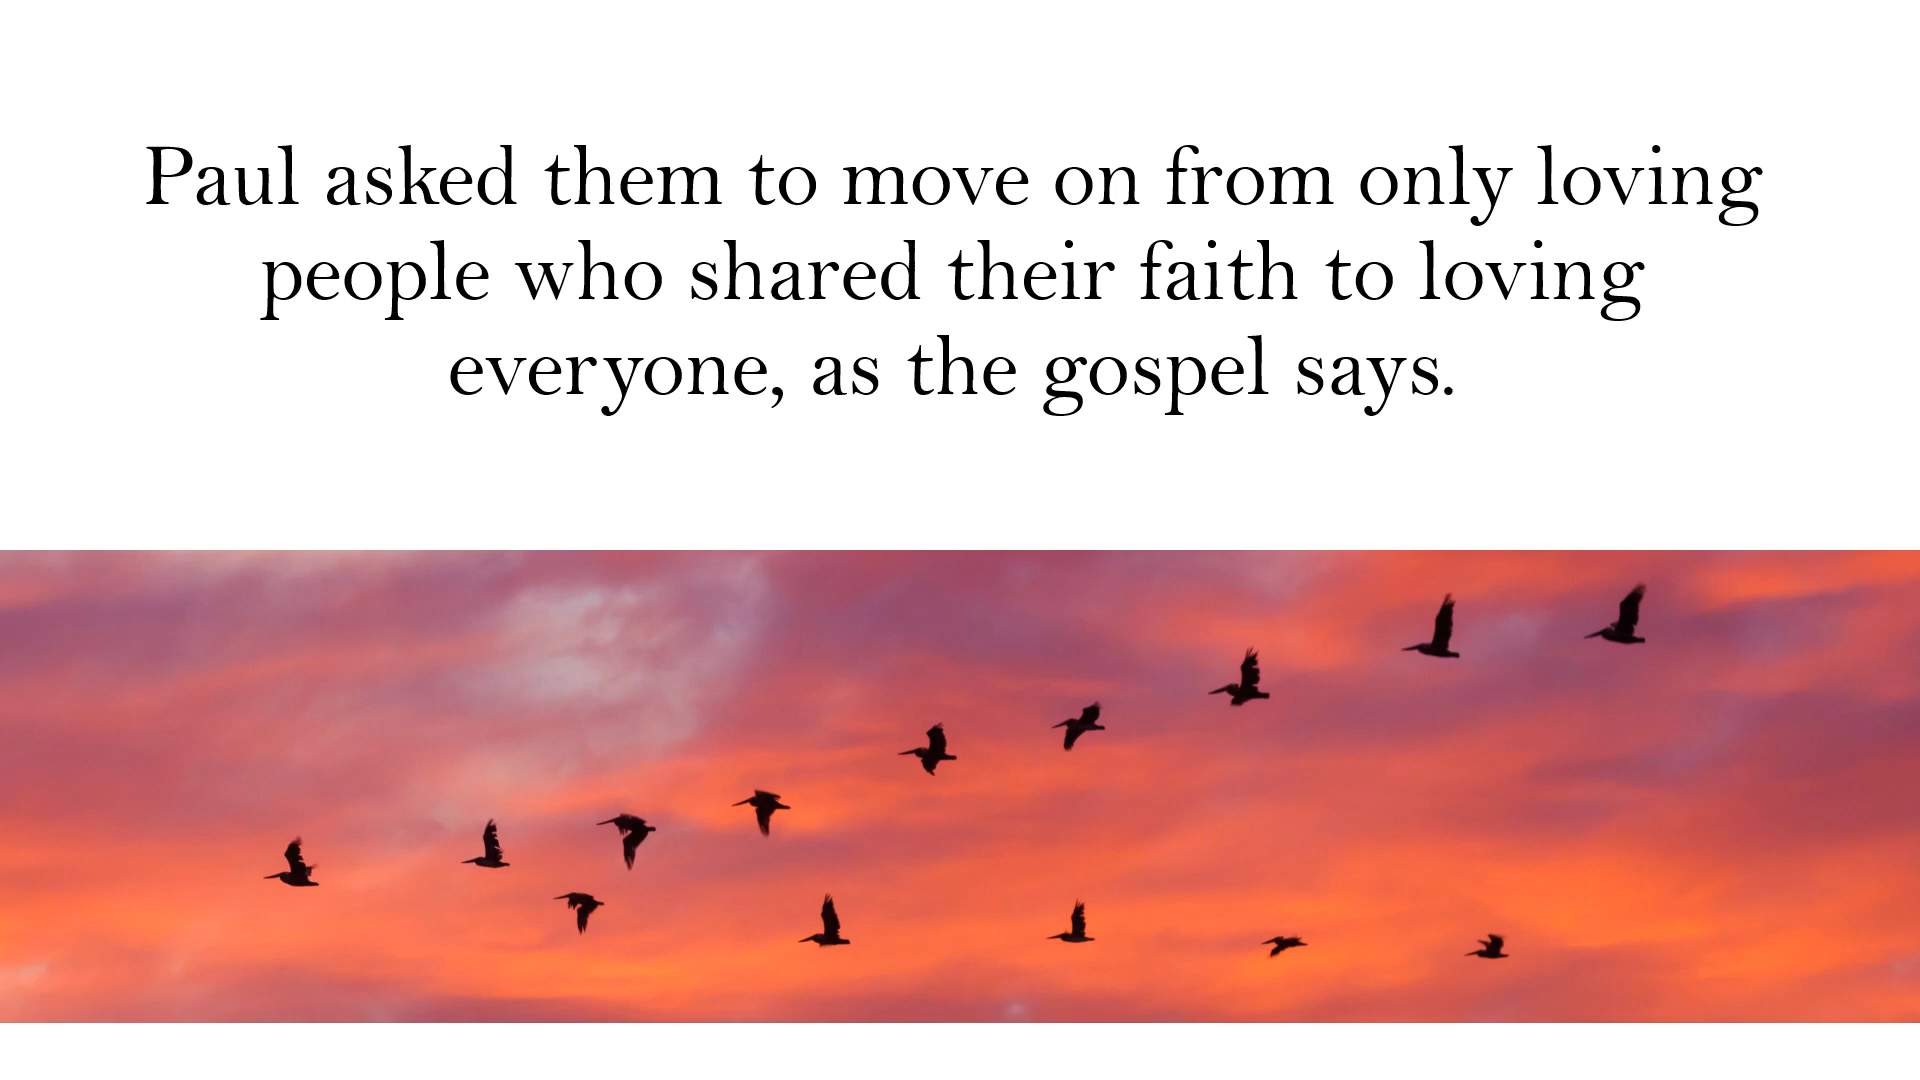 Paul asked them to move on from only loving
people who shared their faith to loving
everyone, as the gospel says.